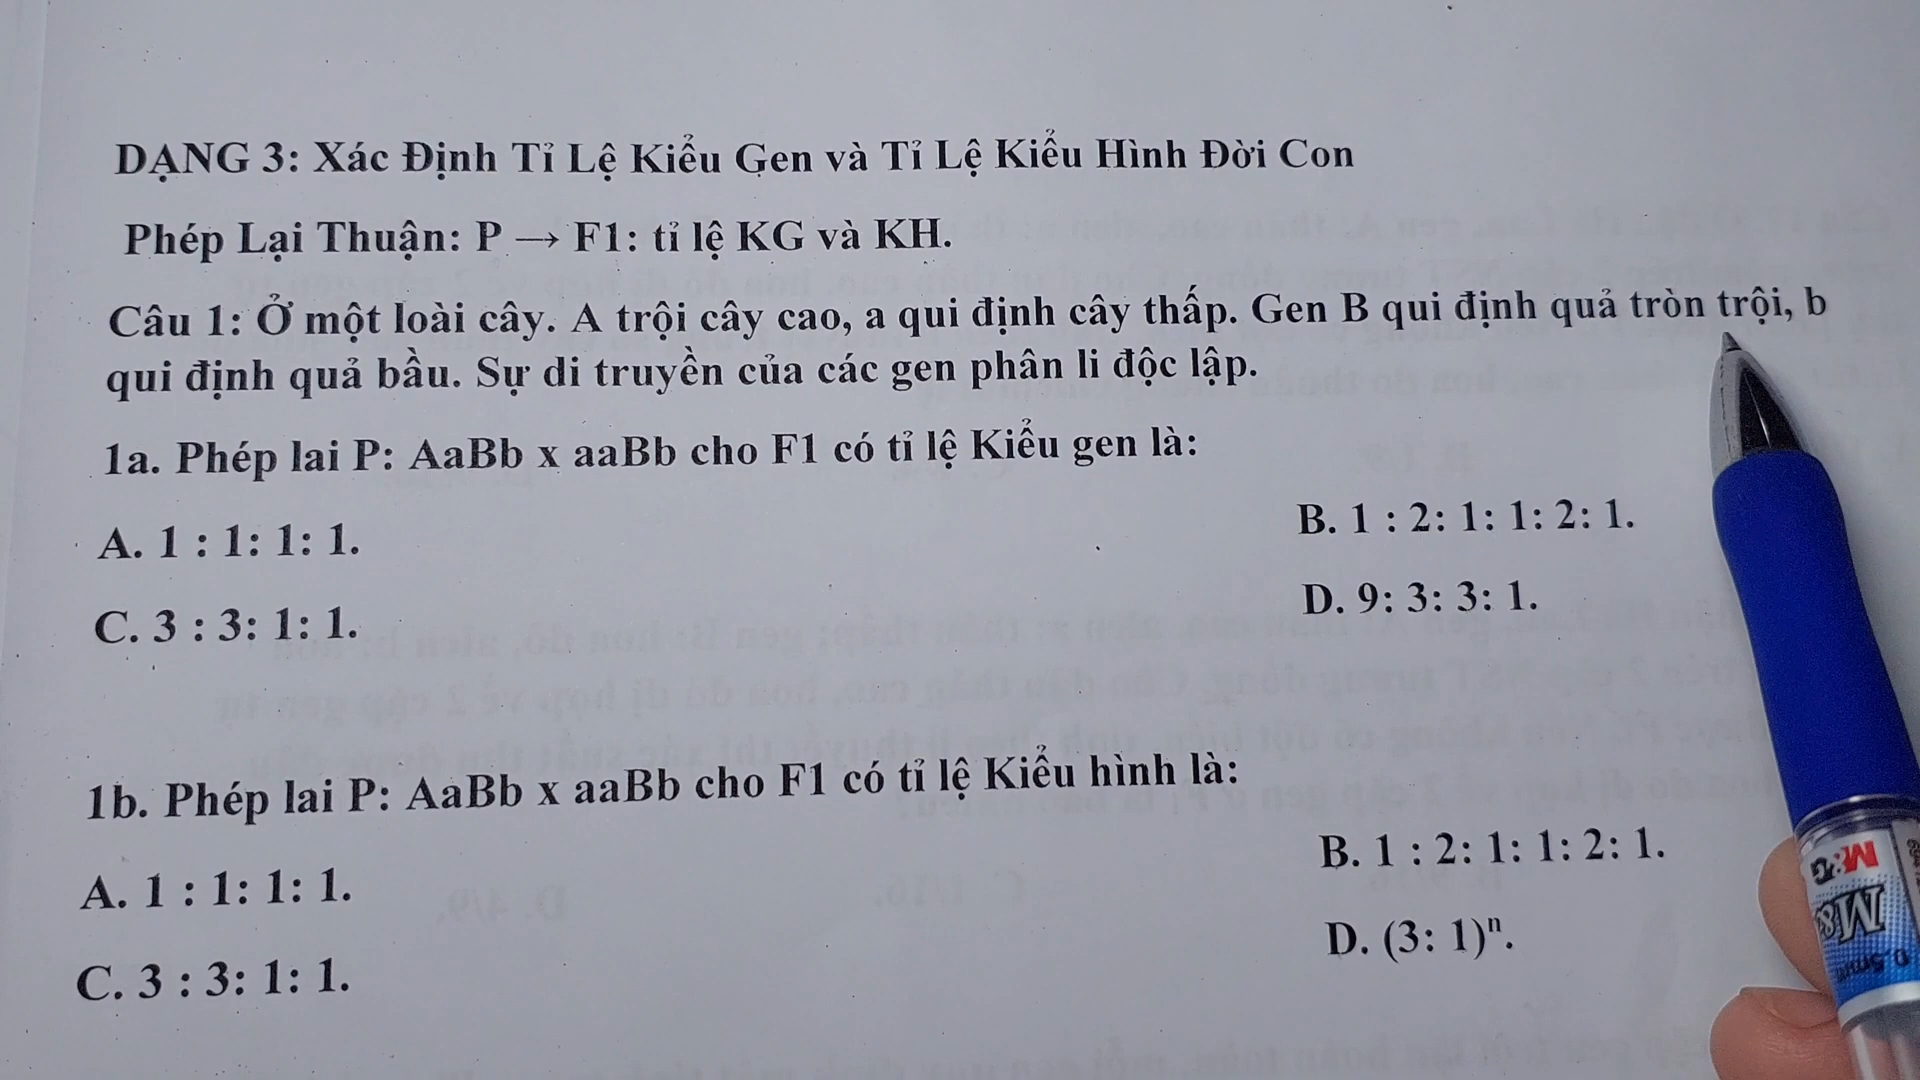 DẠNG 3: Xác Định Tỉ Lệ Kiểu Gen và Tỉ Lệ Kiểu Hình Đời Con
Phép Lại Thuận: P → F1: tỉ lệ KG và KH.
Câu 1: Ở một loài cây. A trội cây cao, a qui định cây thấp. Gen B qui định quả tròn trội, b
qui định quả bầu. Sự di truyền của các gen phân li độc lập.
1a. Phép lai P: AaBb x aaBb cho F1 có tỉ lệ Kiểu gen là:
A. 1 : 1: 1: 1.
B. 1 : 2: 1: 1: 2: 1.
C. 3 : 3: 1: 1.
D. 9: 3: 3: 1.
1b. Phép lai P: AaBb x aaBb cho F1 có tỉ lệ Kiểu hình là:
A. 1 : 1: 1: 1.
B. 1 : 2: 1: 1: 2: 1.
C. 3 : 3: 1: 1.
D. (3: 1)ⁿ.
M&G
M&
0.5mm